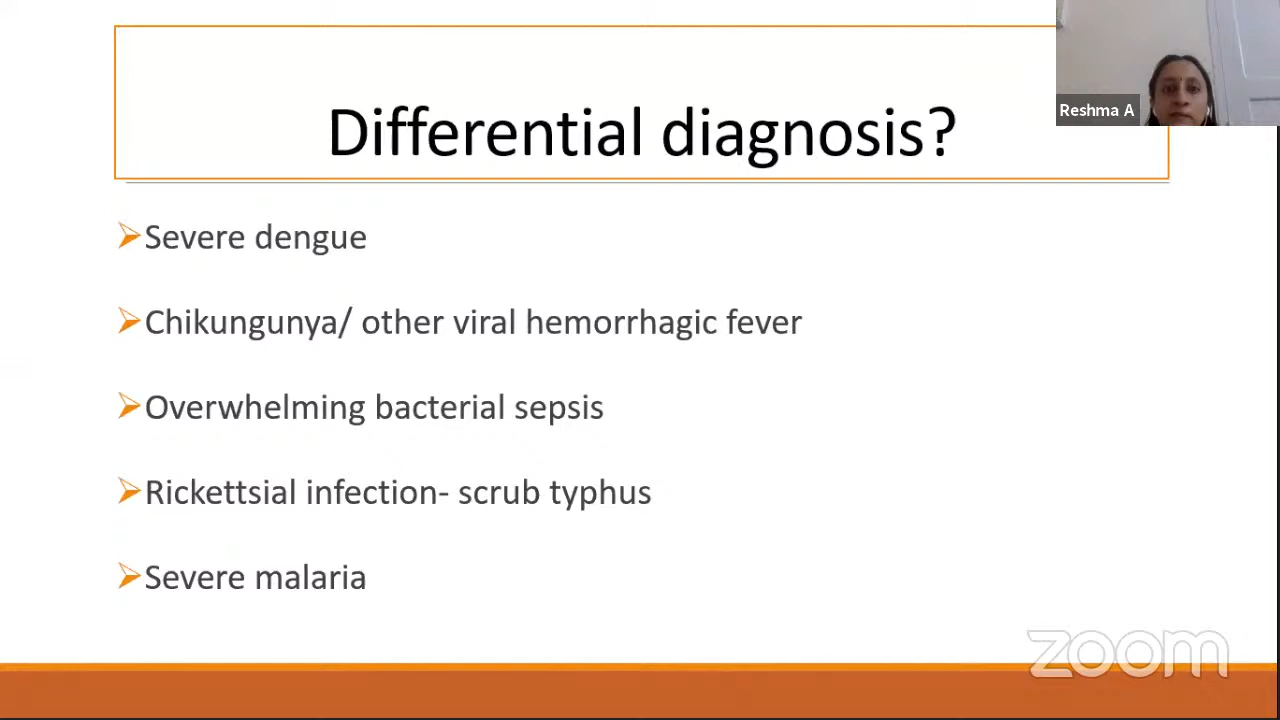 Differential diagnosis?
Reshma A
Severe dengue
Chikungunya/ other viral hemorrhagic fever
Overwhelming bacterial sepsis
Rickettsial infection- scrub typhus
Severe malaria
zoom